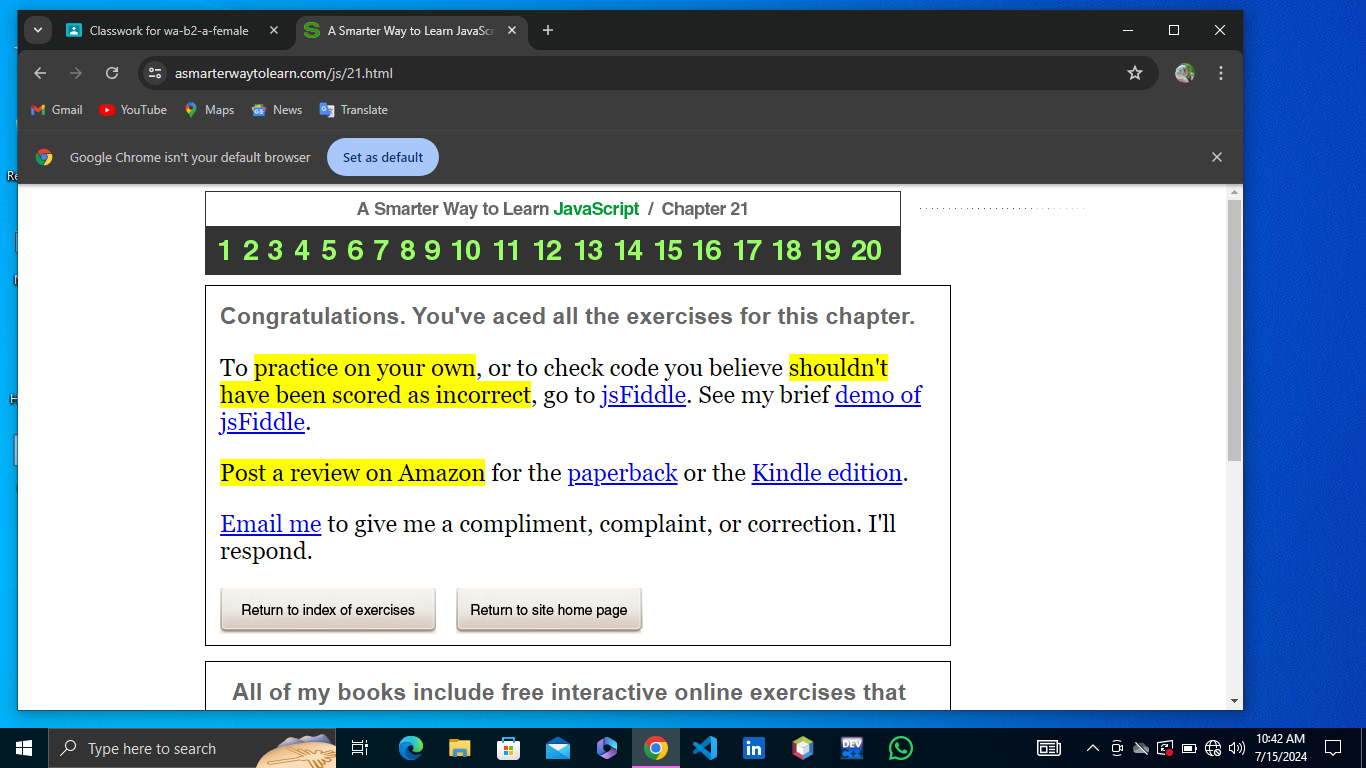 Classwork for wa-b2-a-female
A Smarter Way to Learn JavaSc
asmarterwaytolearn.com/js/21.html
Gmail YouTube Maps News Translate
Google Chrome isn't your default browser Set as default
A Smarter Way to Learn JavaScript / Chapter 21
1 2 3 4 5 6 7 8 9 10 11 12 13 14 15 16 17 18 19 20
Congratulations. You've aced all the exercises for this chapter.
To practice on your own, or to check code you believe shouldn't
have been scored as incorrect, go to jsFiddle. See my brief demo of
jsFiddle.
Post a review on Amazon for the paperback or the Kindle edition.
Email me to give me a compliment, complaint, or correction. I'll
respond.
Return to index of exercises Return to site home page
All of my books include free interactive online exercises that
Type here to search
DEV
10:42 AM
7/15/2024